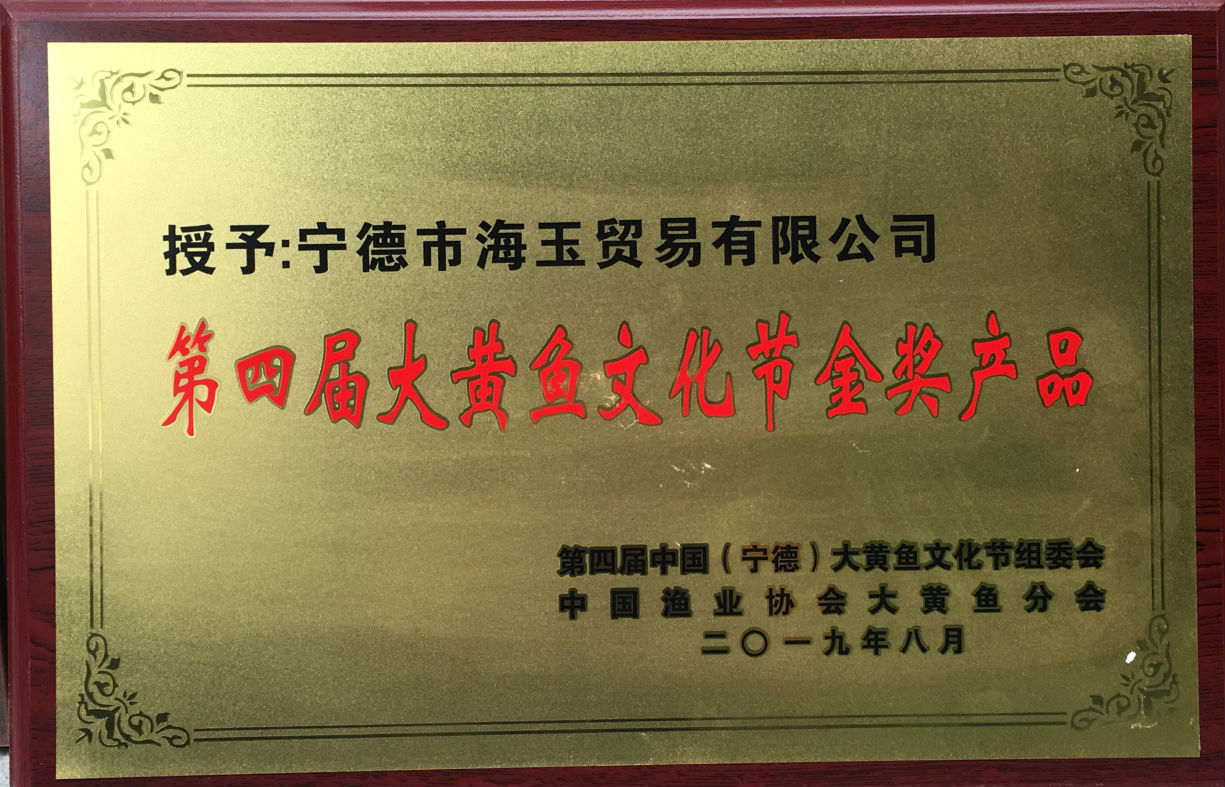 授予:宁德市海玉贸易有限公司
第四届大黄鱼文化节金奖产品
第四届中国(宁德)大黄鱼文化节组委会
中国渔业协会大黄鱼分会
二〇一九年八月